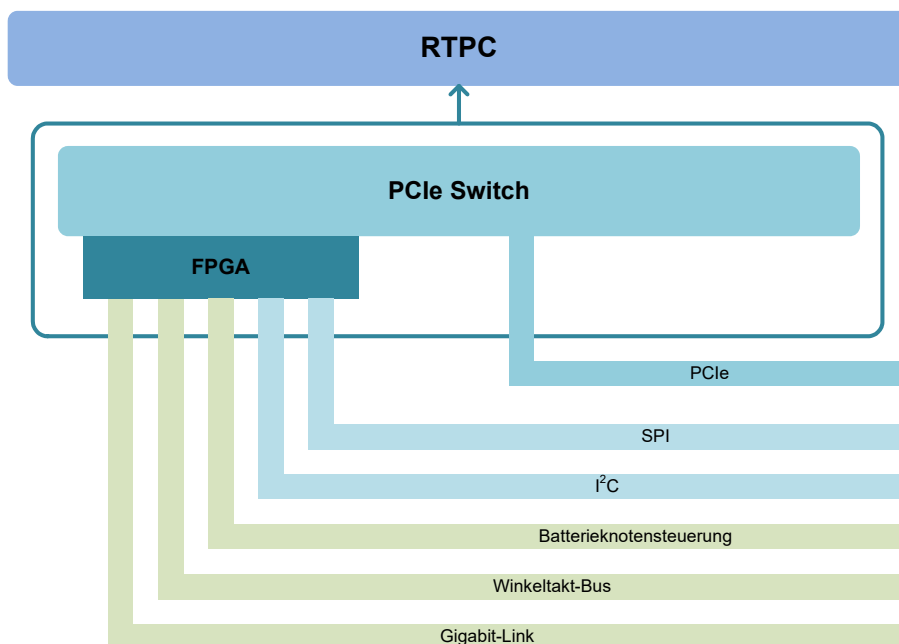 RTPC
PCIe Switch
FPGA
PCIe
SPI
I²C
Batterieknotensteuerung
Winkeltakt-Bus
Gigabit-Link